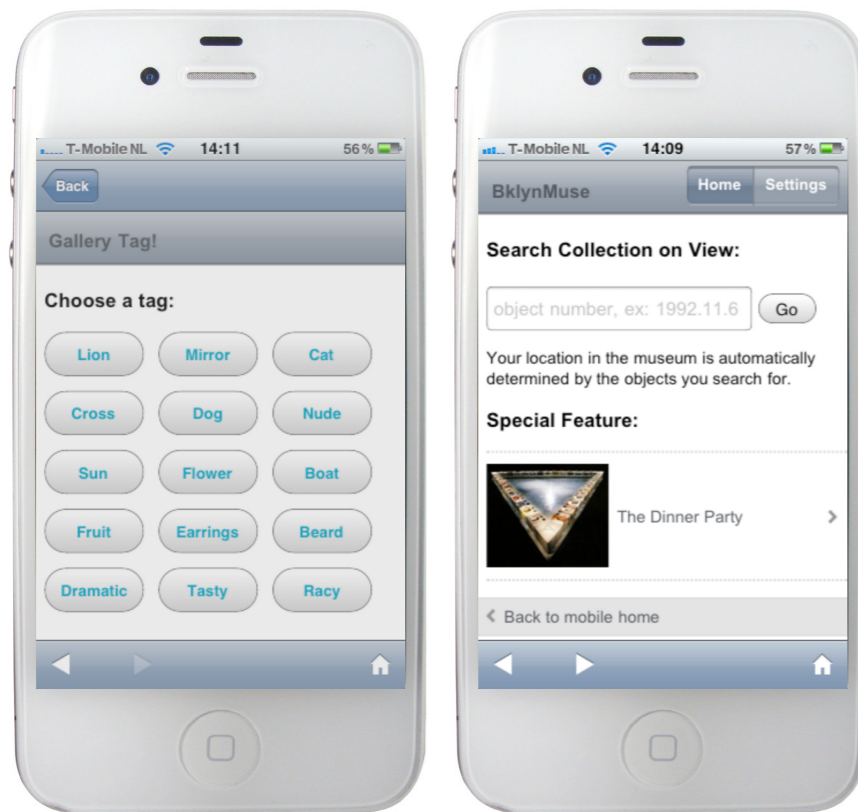 T-Mobile NL 14:11 56%
Back
Gallery Tag!
Choose a tag:
Lion Mirror Cat
Cross Dog Nude
Sun Flower Boat
Fruit Earrings Beard
Dramatic Tasty Racy
T-Mobile NL 14:09 57%
BklynMuse Home Settings
Search Collection on View:
object number, ex: 1992.11.6 Go
Your location in the museum is automatically
determined by the objects you search for.
Special Feature:
The Dinner Party
Back to mobile home